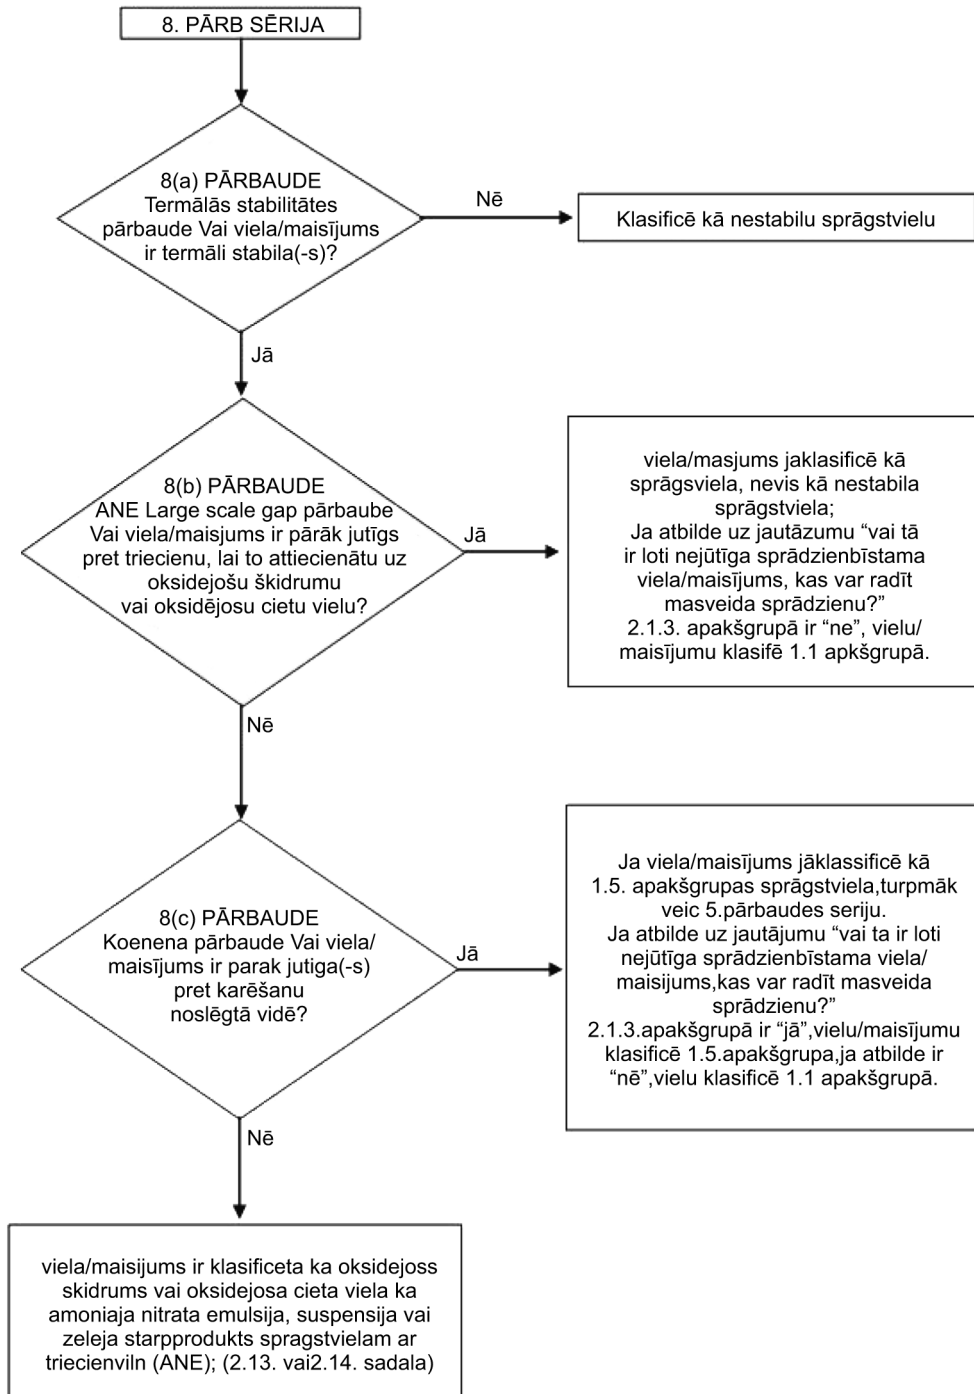 8. PĀRB SĒRIJA
8(a) PĀRBAUDE
Termālās stabilitātes
pārbaude Vai viela/maisījums
ir termāli stabila(-s)?
Nē
Klasificē kā nestabilu sprāgstvielu
Jā
8(b) PĀRBAUDE
ANE Large scale gap pārbaube
Vai viela/maisjums ir pārāk jutīgs
pret triecienu, lai to attiecienātu uz
oksidejošu škidrumu
vai oksidējosu cietu vielu?
Jā
viela/masjums jaklasificē kā
sprāgsviela, nevis kā nestabila
sprāgstviela;
Ja atbilde uz jautāzumu “vai tā
ir loti nejūtīga sprādzienbīstama
viela/maisījums, kas var radīt
masveida sprādzienu?”
2.1.3. apakšgrupā ir “ne”, vielu/
maisījumu klasifē 1.1 apkšgrupā.
Nē
8(c) PĀRBAUDE
Koenena pārbaude Vai viela/
maisījums ir parak jutiga(-s)
pret karēšanu
noslēgtā vidē?
Jā
Ja viela/maisījums jāklassificē kā
1.5. apakšgrupas sprāgstviela,turpmāk
veic 5.pārbaudes seriju.
Ja atbilde uz jautājumu “vai ta ir loti
nejūtīga sprādzienbīstama viela/
maisijums,kas var radīt masveida
sprādzienu?”
2.1.3.apakšgrupā ir “jā”,vielu/maisījumu
klasificē 1.5.apakšgrupa,ja atbilde ir
“nē”,vielu klasificē 1.1 apakšgrupā.
Nē
viela/maisijums ir klasificeta ka oksidejoss
skidrums vai oksidejosa cieta viela ka
amoniaja nitrata emulsija, suspensija vai
zeleja starpprodukts spragstvielam ar
triecienviln (ANE); (2.13. vai2.14. sadala)